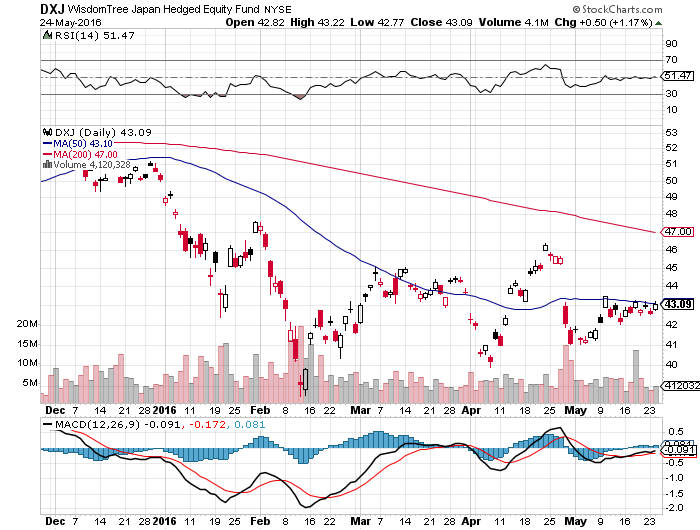 DXJ WisdomTree Japan Hedged Equity Fund NYSE © StockCharts.com
24-May-2016 Open 42.82 High 43.22 Low 42.77 Close 43.09 Volume 4.1M Chg +0.50 (+1.17%)
RSI(14) 51.47
90
70
51.47
30
10
DXJ (Daily) 43.09
MA(50) 43.10
MA(200) 47.00
Volume 4,120,328
53
52
51
50
49
48
47.00
46
45
44
43.09
42
41
40
20M
15M
10M
5M
412032
Dec 7 14 21 28 2016 11 19 25 Feb 8 16 22 Mar 7 14 21 28 Apr 11 18 25 May 9 16 23
MACD(12,26,9) -0.091, -0.172, 0.081
0.5
0.081
-0.091
-0.5
-1.0
-1.5
-2.0
Dec 7 14 21 28 2016 11 19 25 Feb 8 16 22 Mar 7 14 21 28 Apr 11 18 25 May 9 16 23